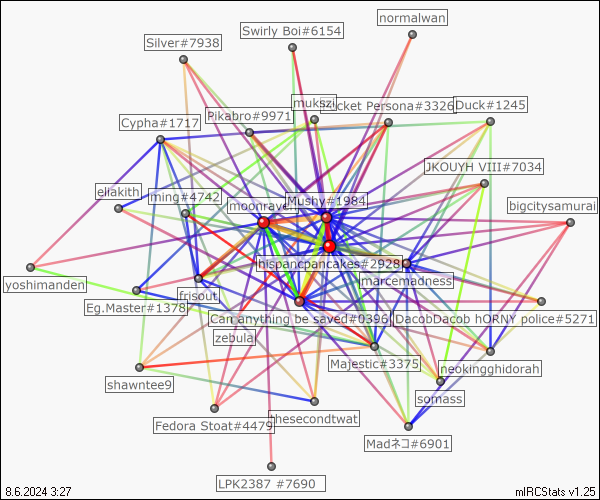 normalwan
Swirly Boi#6154
Silver#7938
mukszi
Pocket Persona#3326
Duck#1245
Pikabro#9971
Cypha#1717
JKOUYH VIII#7034
eliakith
ming#4742
moonraven
Mushy#1984
bigcitysamurai
hispancpancakes#2928
yoshimanden
frisout
marcemadness
Eg.Master#1378
Can anything be saved#0396
DacobDacob hORNY police#5271
zebula
Majestic#3375
neokingghidorah
shawntee9
somass
Fedora Stoat#4479
thesecondtwat
Madネコ#6901
LPK2387 #7690
8.6.2024 3:27
mIRCStats v1.25